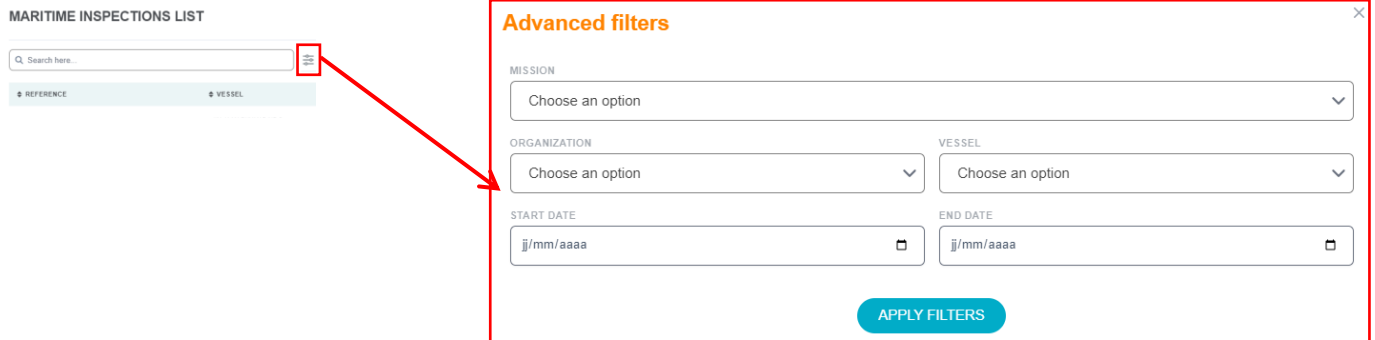 MARITIME INSPECTIONS LIST
Search here...
REFERENCE
VESSEL
Advanced filters
MISSION
Choose an option
ORGANIZATION
VESSEL
Choose an option
Choose an option
START DATE
END DATE
jj/mm/aaaa
jj/mm/aaaa
APPLY FILTERS